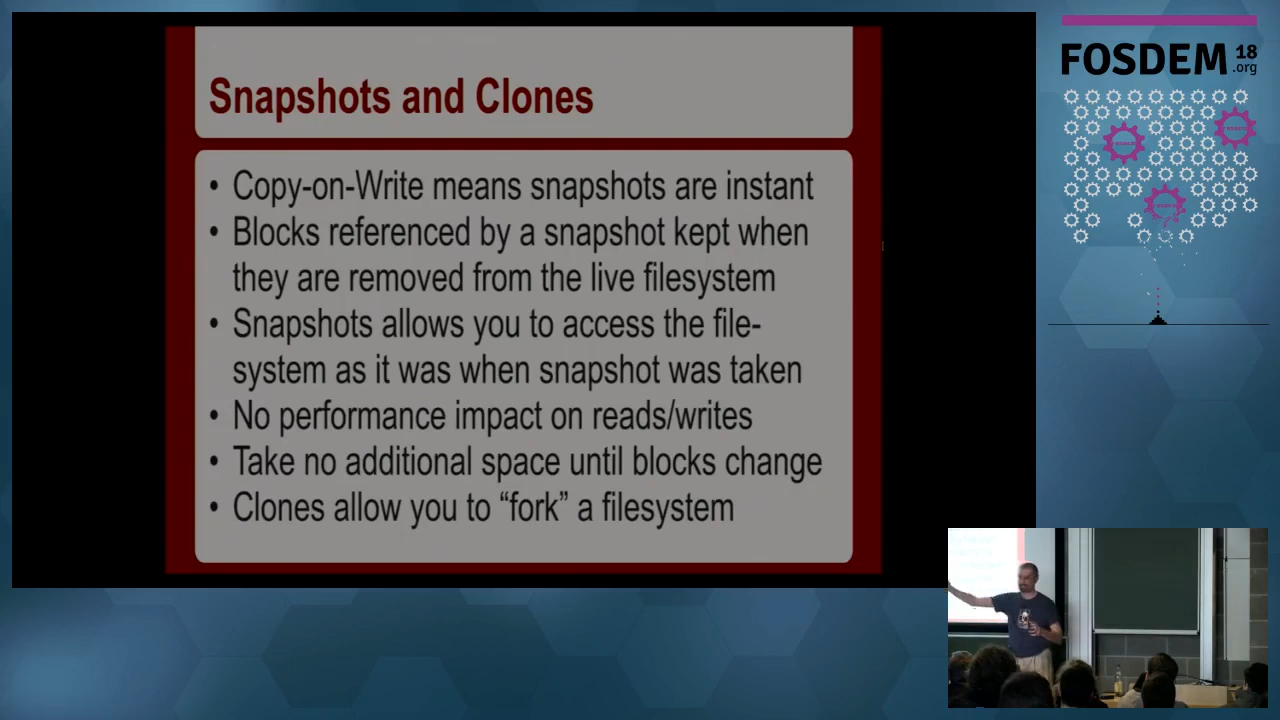 Snapshots and Clones
• Copy-on-Write means snapshots are instant
• Blocks referenced by a snapshot kept when
they are removed from the live filesystem
• Snapshots allows you to access the file-
system as it was when snapshot was taken
• No performance impact on reads/writes
• Take no additional space until blocks change
• Clones allow you to “fork” a filesystem
FOSDEM 18
.org